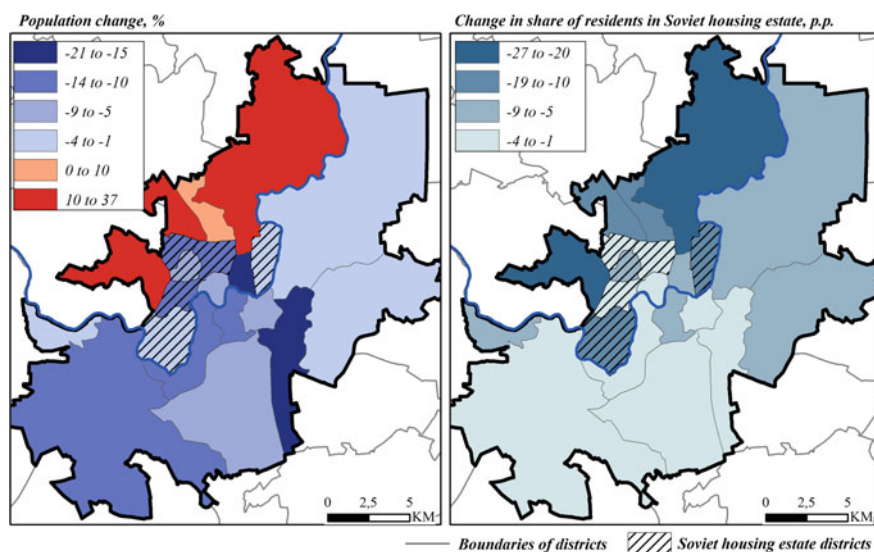 Population change, %
-21 to -15
-14 to -10
-9 to -5
-4 to -1
0 to 10
10 to 37
0 2,5 5
KM
Change in share of residents in Soviet housing estate, p.p.
-27 to -20
-19 to -10
-9 to -5
-4 to -1
0 2,5 5
KM
Boundaries of districts
Soviet housing estate districts